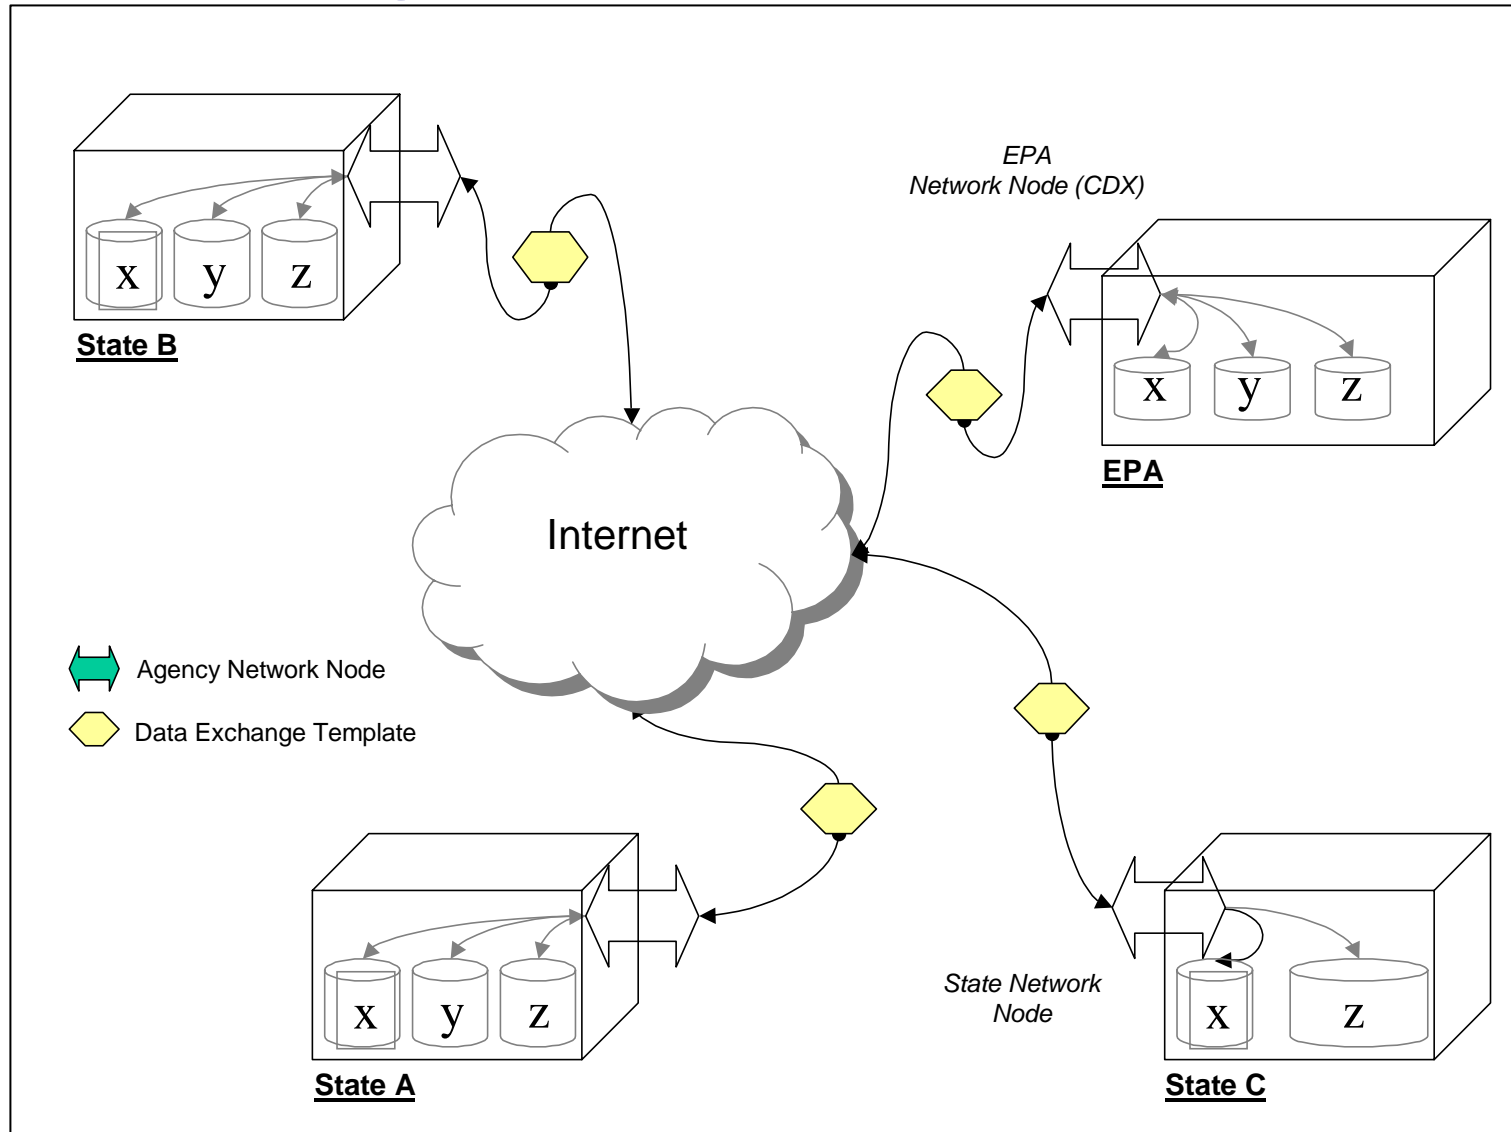 EPA
Network Node (CDX)
x y z
State B
x y z
EPA
Internet
Agency Network Node
Data Exchange Template
x y z
State A
State Network
Node
x z
State C